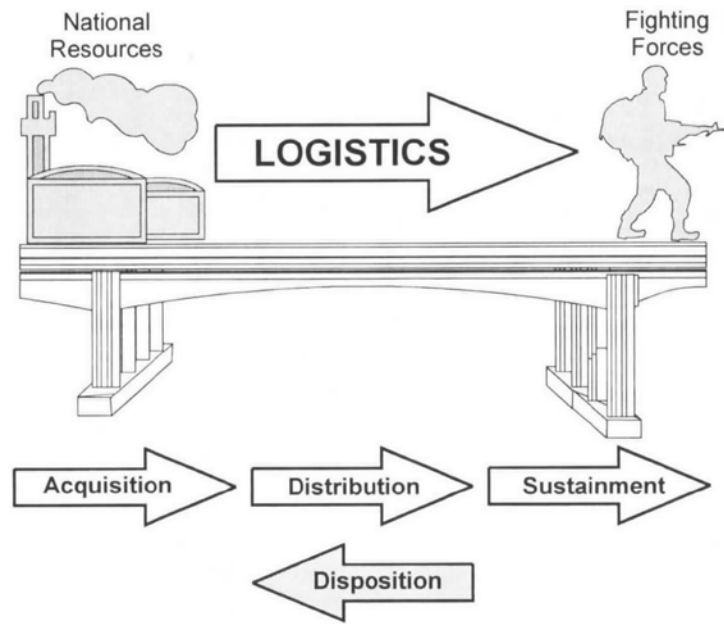 National
Resources
Fighting
Forces
LOGISTICS
Acquisition
Distribution
Sustainment
Disposition